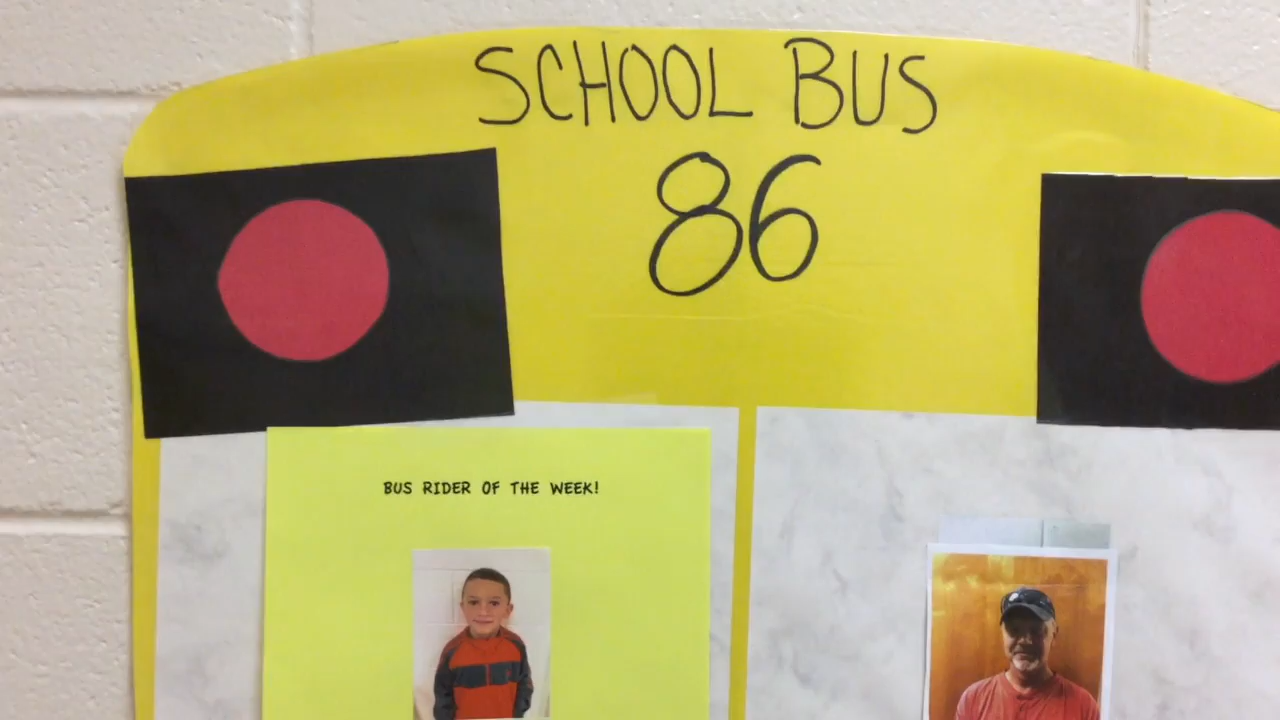 SCHOOL BUS
86
BUS RIDER OF THE WEEK!